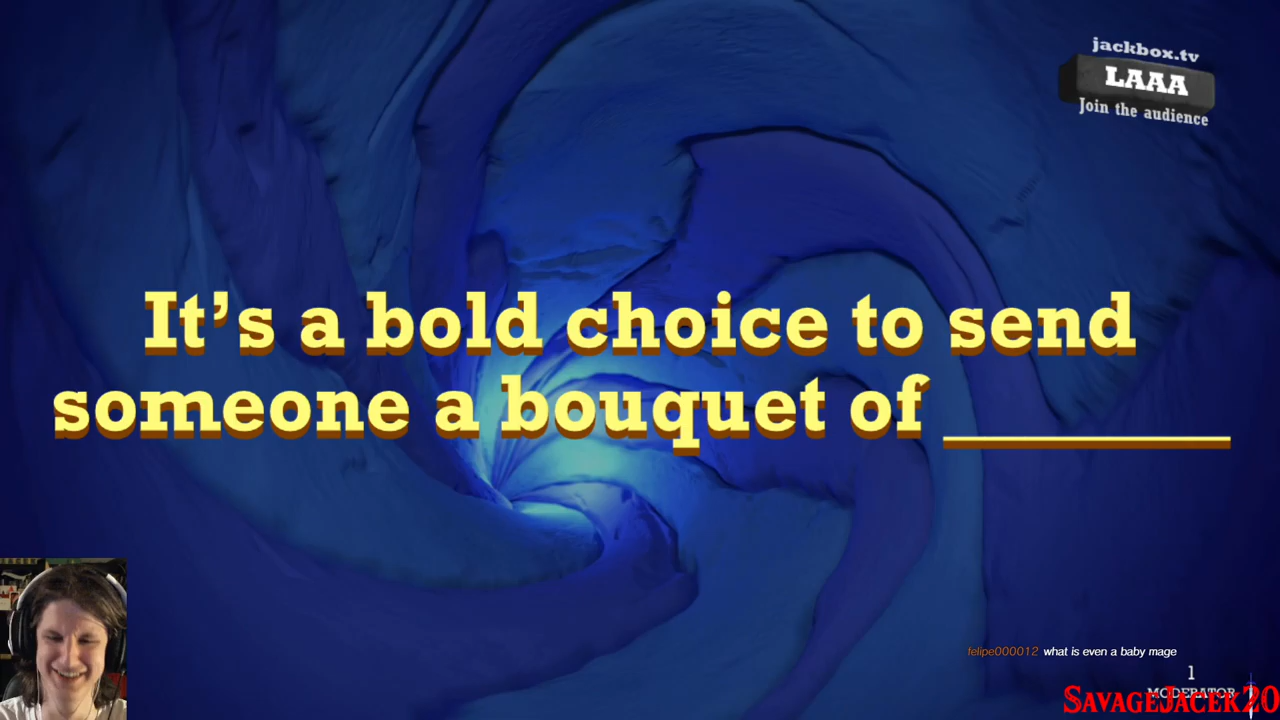 jackbox.tv
LAAA
Join the audience
It's a bold choice to send
someone a bouquet of
felipe000012 what is even a baby mage
1
MODERATOR
SAVAGEJACEK20